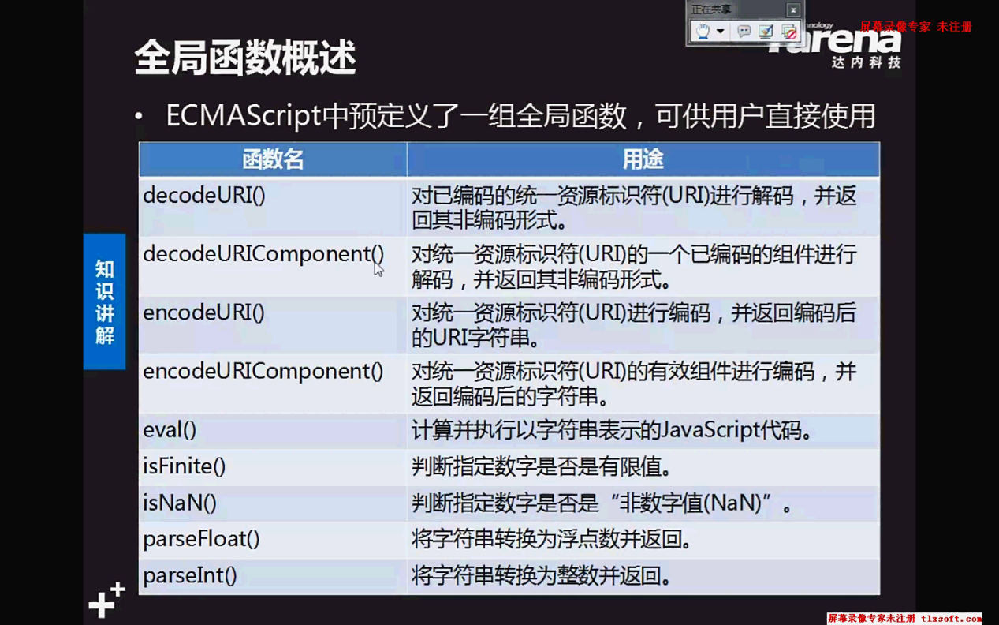 正在共享
屏幕录像专家 未注册
全局函数概述
达内科技
• ECMAScript中预定义了一组全局函数，可供用户直接使用
函数名 用途
decodeURI() 对已编码的统一资源标识符(URI)进行解码，并返
回其非编码形式。
decodeURIComponent() 对统一资源标识符(URI)的一个已编码的组件进行
解码，并返回其非编码形式。
encodeURI() 对统一资源标识符(URI)进行编码，并返回编码后
的URI字符串。
encodeURIComponent() 对统一资源标识符(URI)的有效组件进行编码，并
返回编码后的字符串。
eval() 计算并执行以字符串表示的JavaScript代码。
isFinite() 判断指定数字是否是有限值。
isNaN() 判断指定数字是否是“非数字值(NaN)”。
parseFloat() 将字符串转换为浮点数并返回。
parseInt() 将字符串转换为整数并返回。
知识讲解
屏幕录像专家未注册 tlxsoft.com